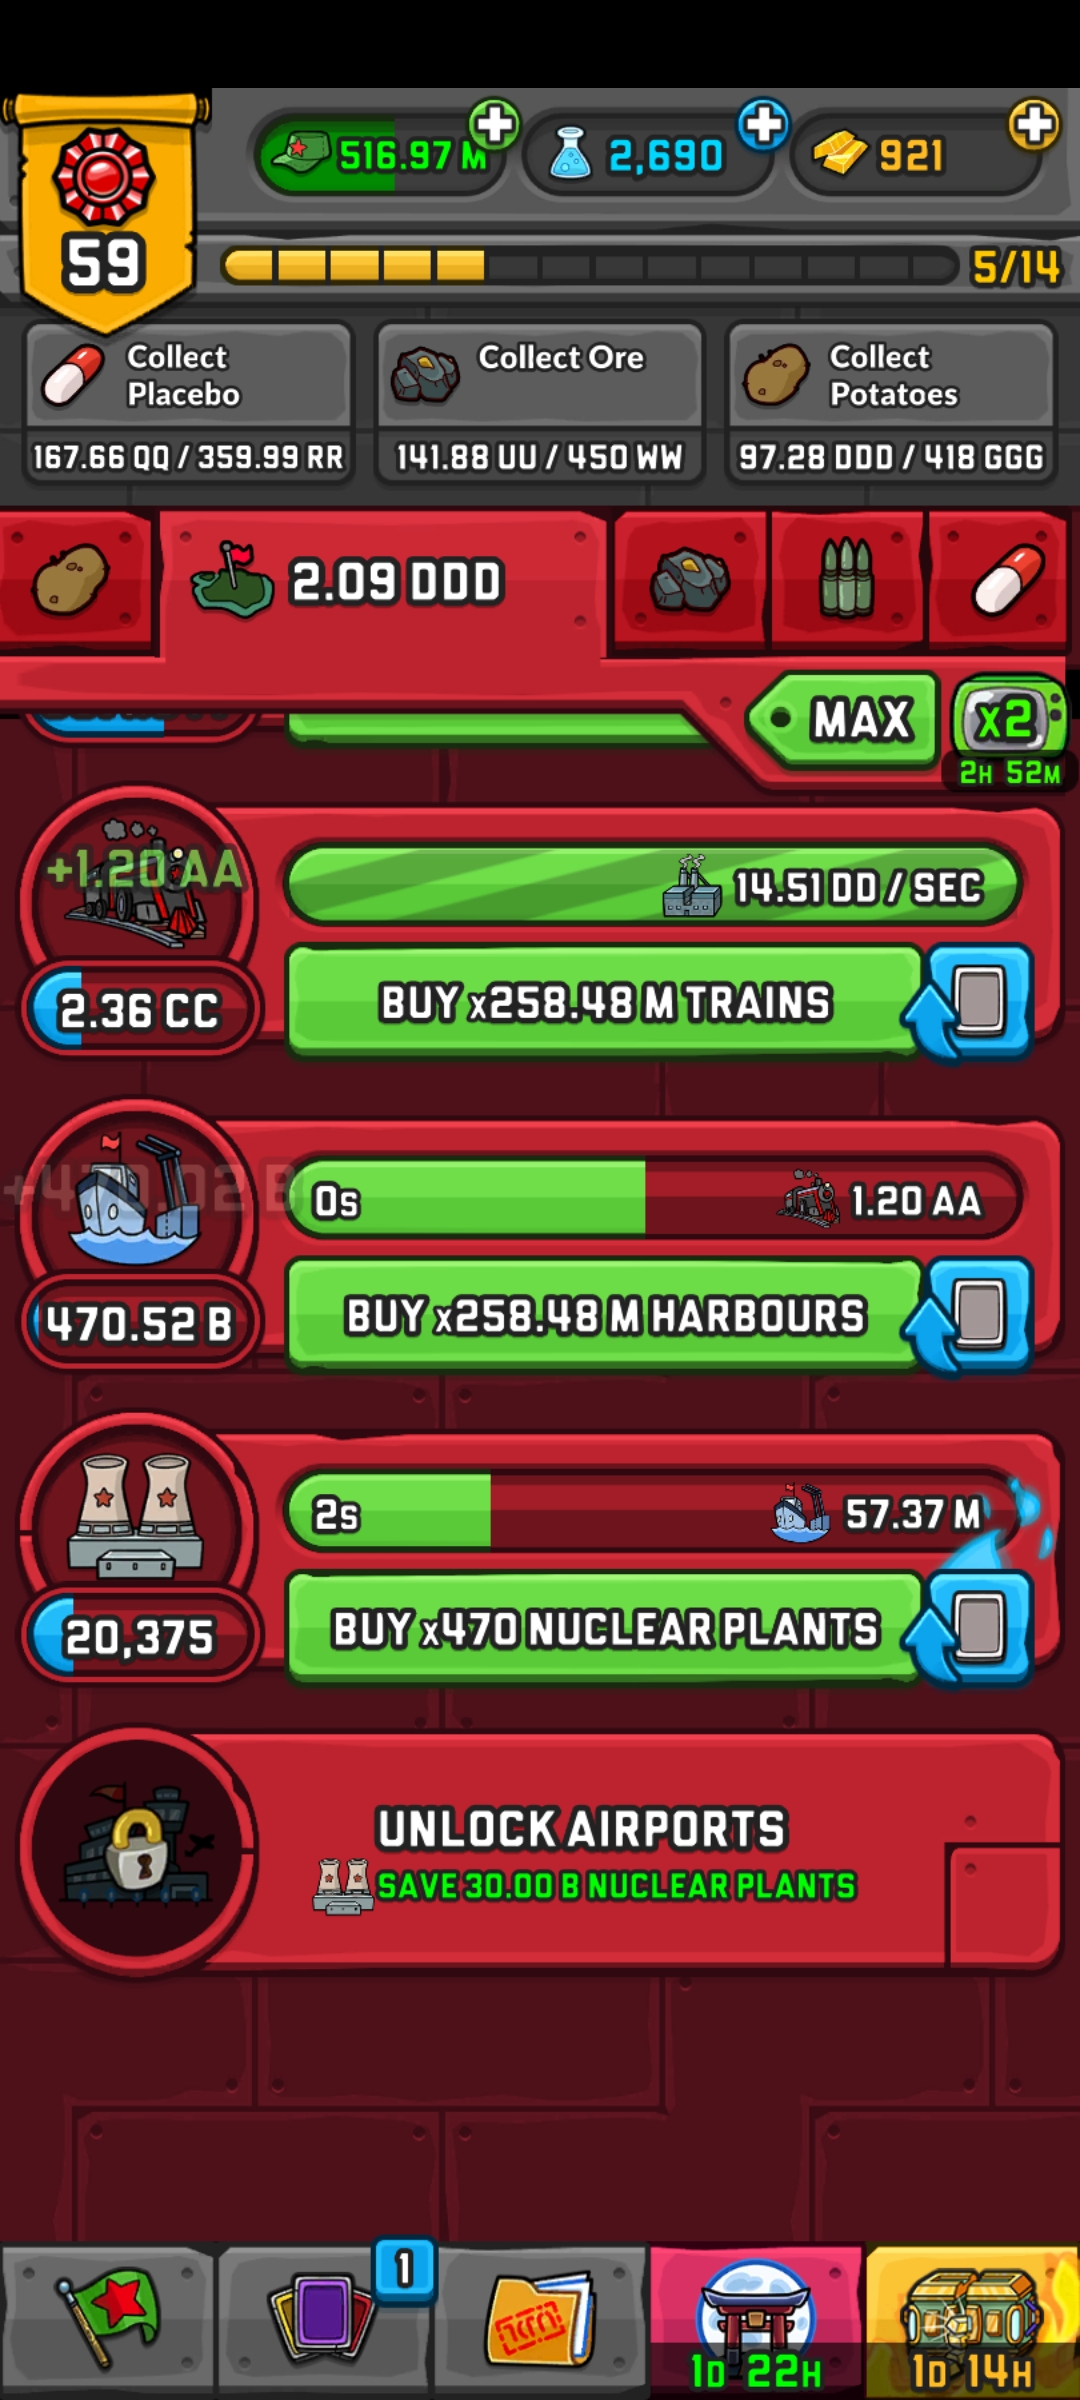 516.97 M
2,690
921
59
5/14
Collect
Placebo
167.66 QQ / 359.99 RR
Collect Ore
141.88 UU / 450 WW
Collect
Potatoes
97.28 DDD / 418 GGG
2.09 DDD
MAX
x2
2H 52M
+1.20 AA
14.51 DD / SEC
2.36 CC
BUY x258.48 M TRAINS
0s
1.20 AA
470.52 B
BUY x258.48 M HARBOURS
2s
57.37 M
20,375
BUY x470 NUCLEAR PLANTS
UNLOCK AIRPORTS
SAVE 30.00 B NUCLEAR PLANTS
1
1D 22H
1D 14H